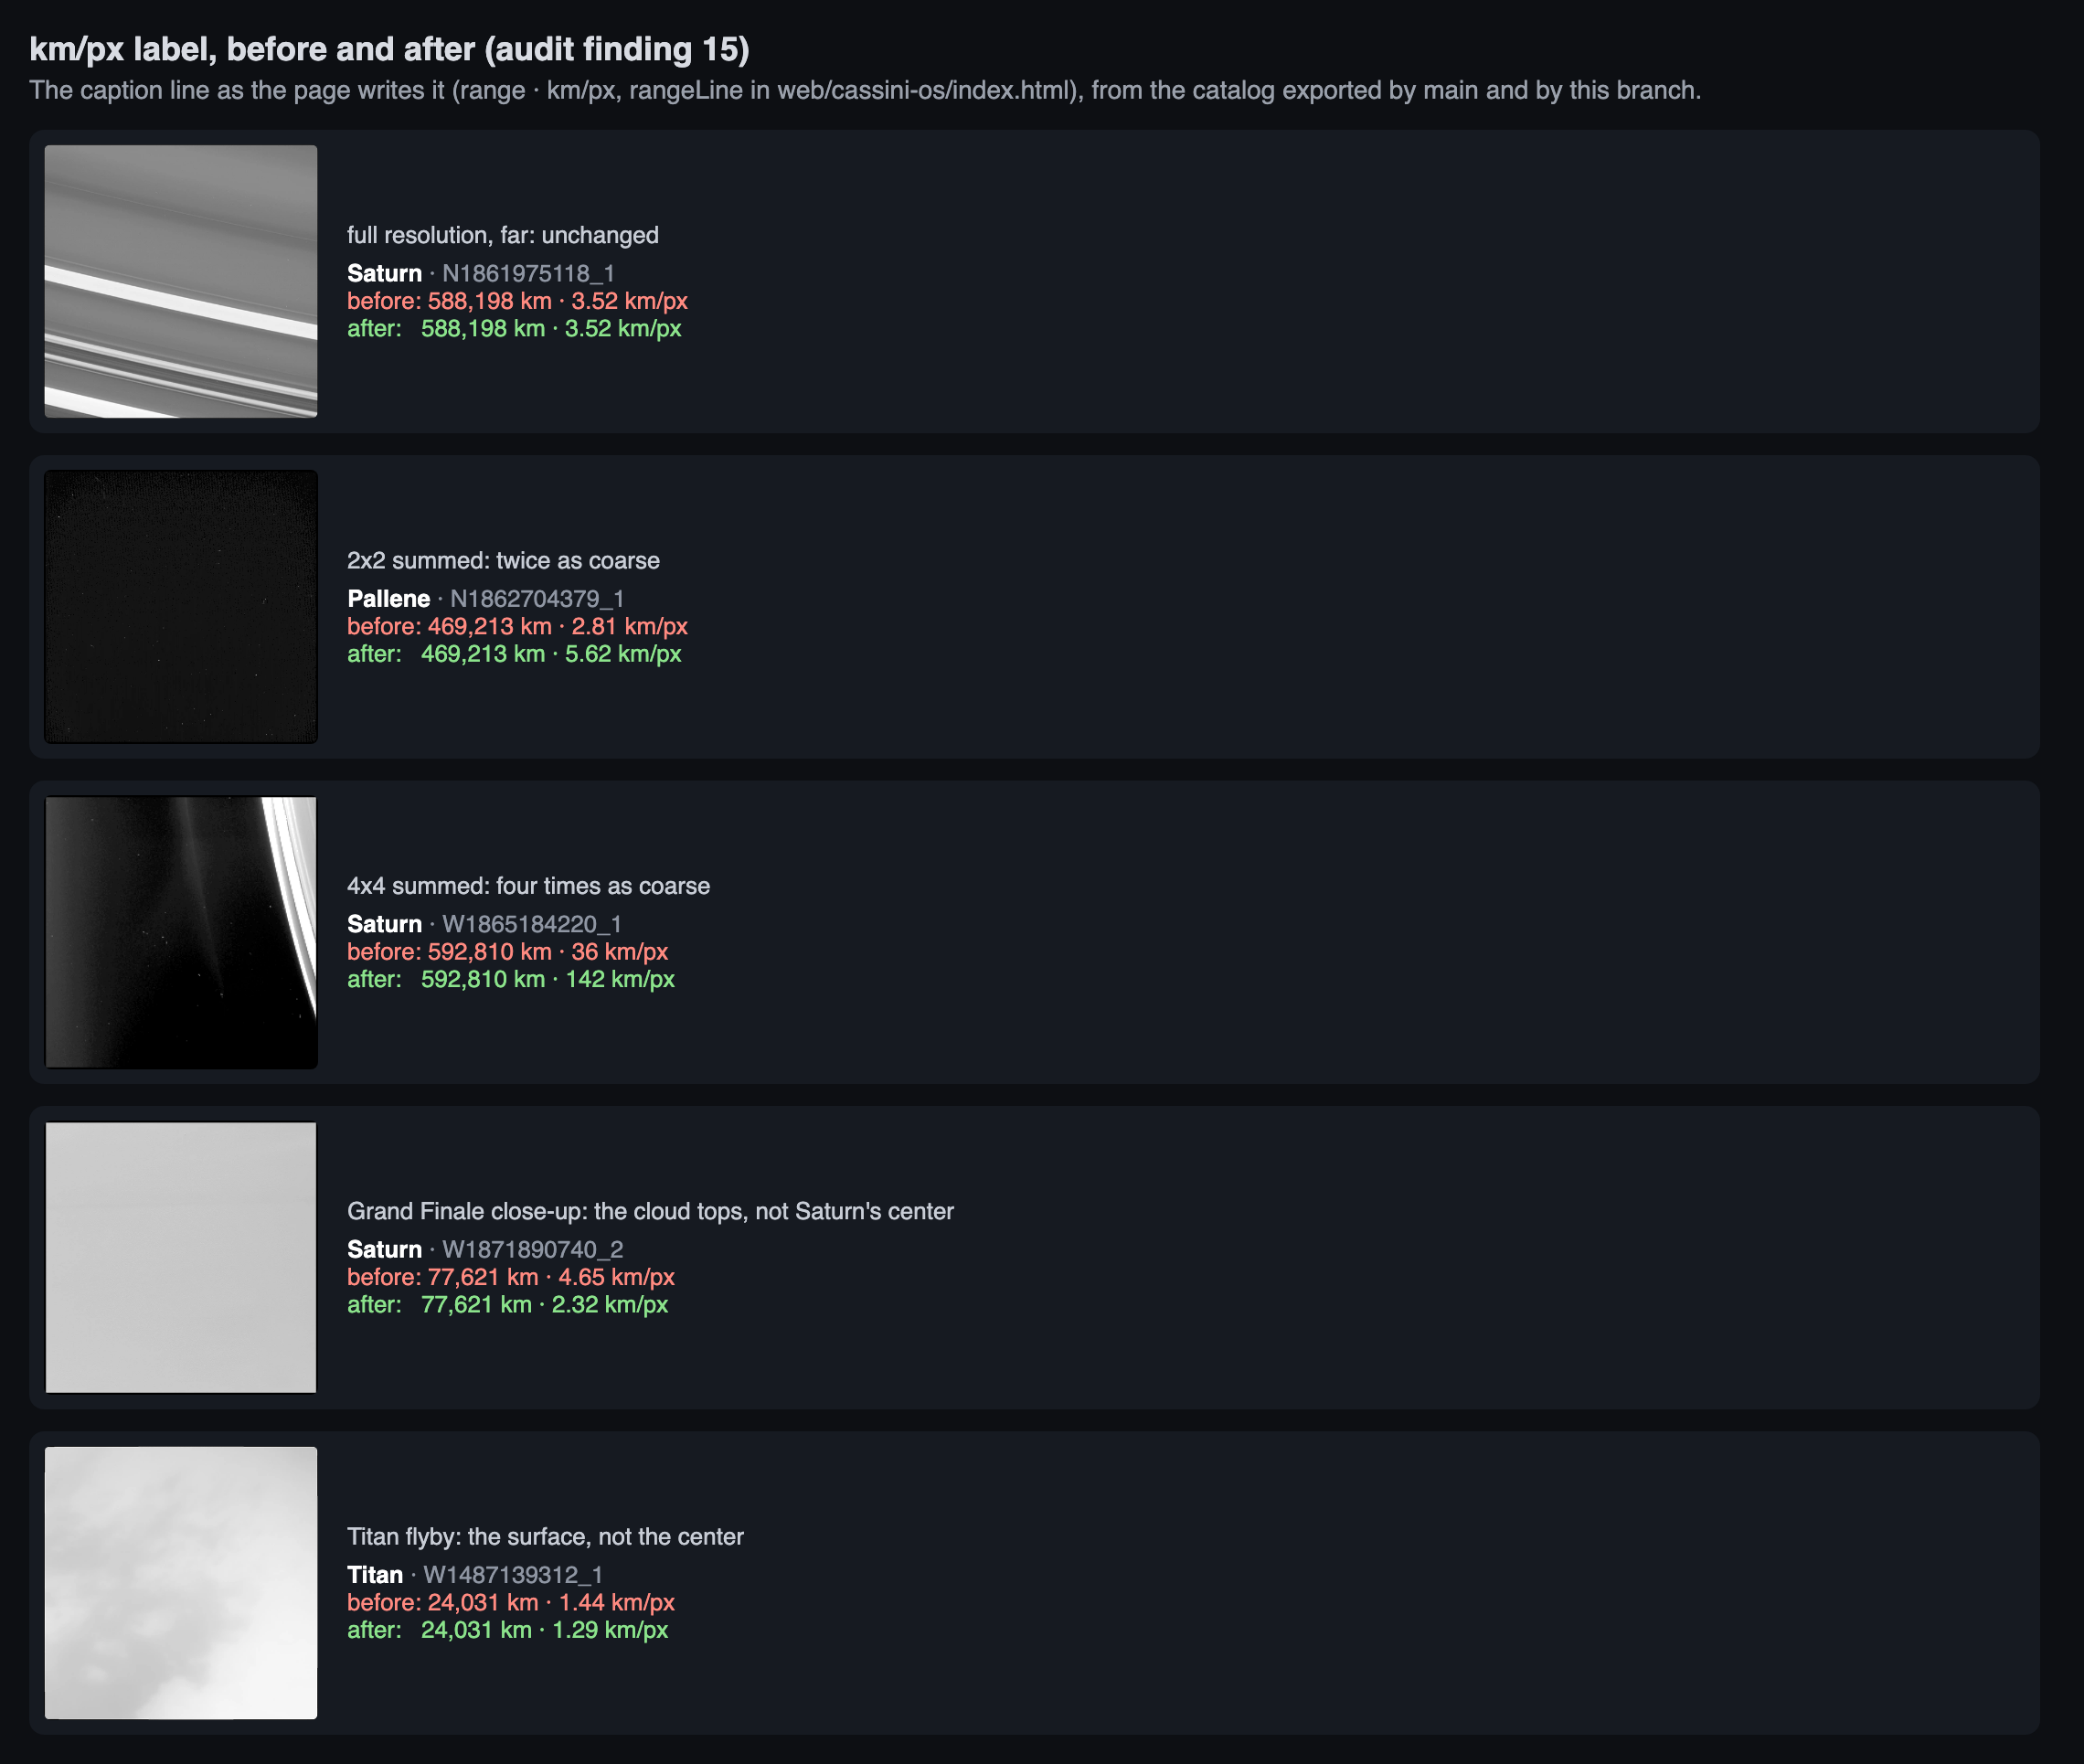 km/px label, before and after (audit finding 15)
The caption line as the page writes it (range · km/px, rangeLine in web/cassini-os/index.html), from the catalog exported by main and by this branch.
full resolution, far: unchanged
Saturn · N1861975118_1
before: 588,198 km · 3.52 km/px
after: 588,198 km · 3.52 km/px
2x2 summed: twice as coarse
Pallene · N1862704379_1
before: 469,213 km · 2.81 km/px
after: 469,213 km · 5.62 km/px
4x4 summed: four times as coarse
Saturn · W1865184220_1
before: 592,810 km · 36 km/px
after: 592,810 km · 142 km/px
Grand Finale close-up: the cloud tops, not Saturn's center
Saturn · W1871890740_2
before: 77,621 km · 4.65 km/px
after: 77,621 km · 2.32 km/px
Titan flyby: the surface, not the center
Titan · W1487139312_1
before: 24,031 km · 1.44 km/px
after: 24,031 km · 1.29 km/px